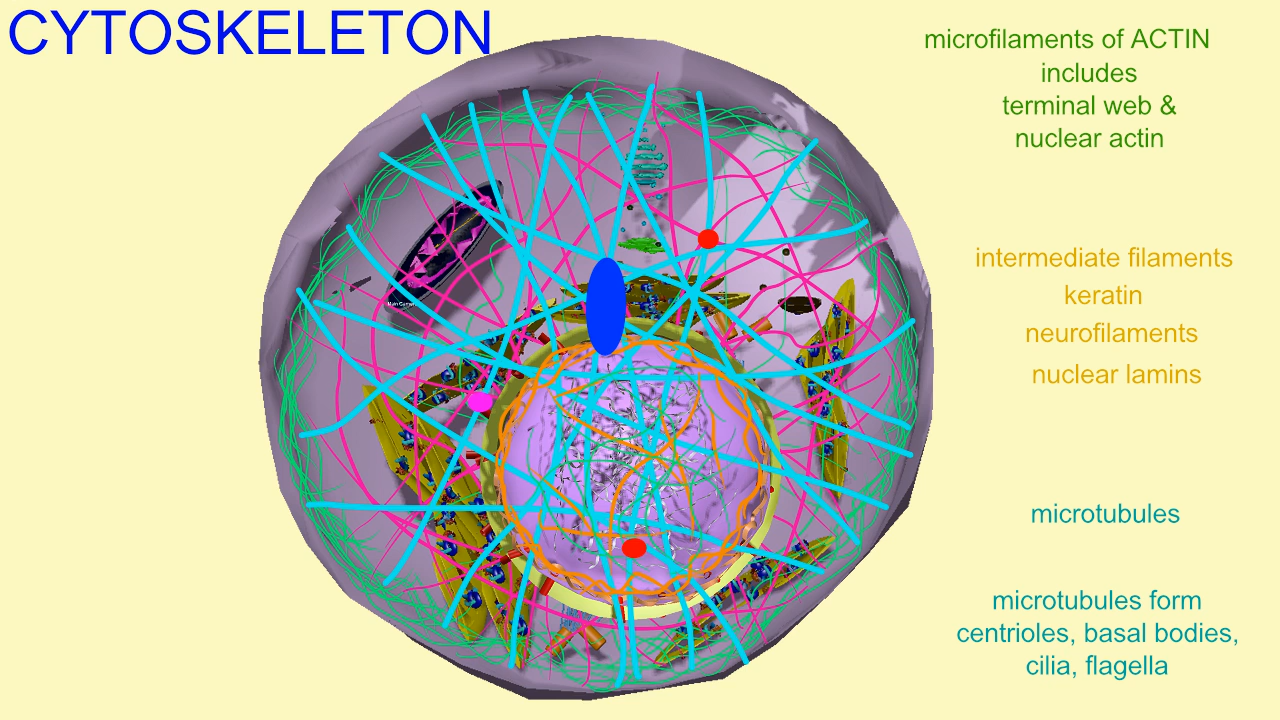 CYTOSKELETON
microfilaments of ACTIN
includes
terminal web &
nuclear actin
intermediate filaments
keratin
neurofilaments
nuclear lamins
microtubules
microtubules form
centrioles, basal bodies,
cilia, flagella